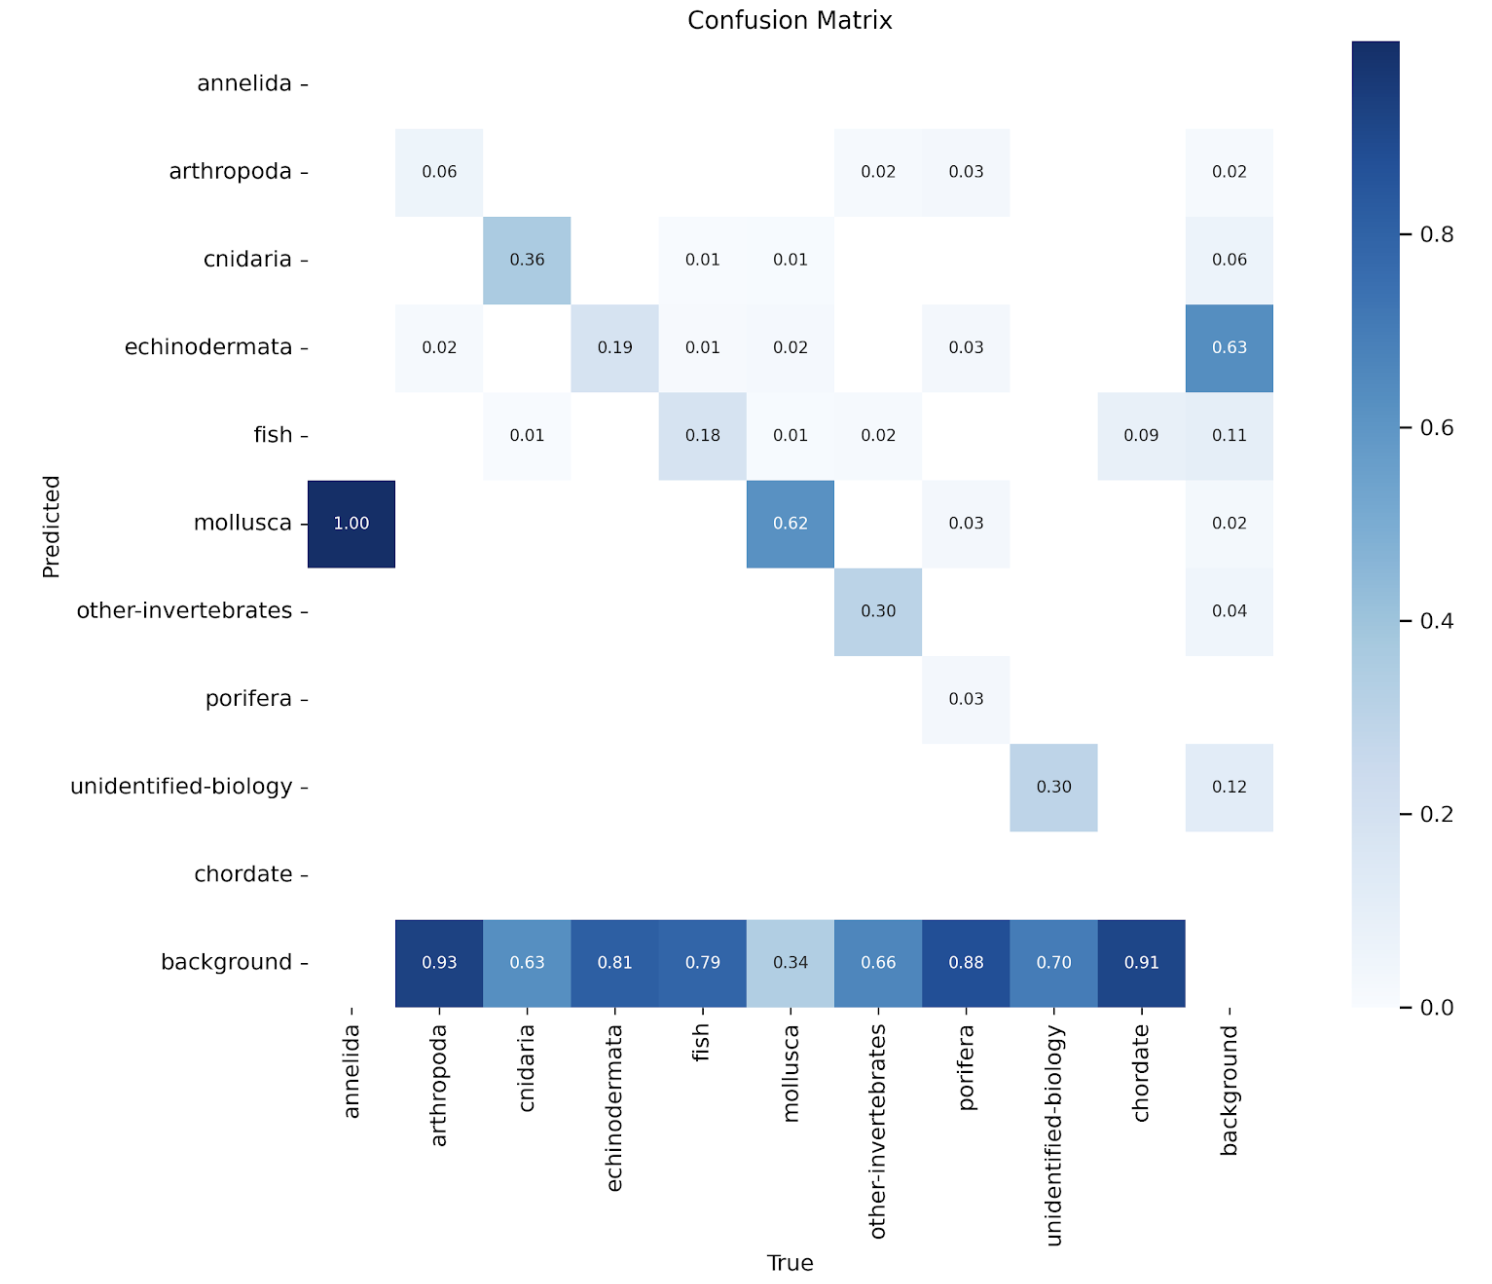 Confusion Matrix
annelida
arthropoda 0.06 0.02 0.03 0.02
cnidaria 0.36 0.01 0.01 0.06
echinodermata 0.02 0.19 0.01 0.02 0.03 0.63
fish 0.01 0.18 0.01 0.02 0.09 0.11
mollusca 1.00 0.62 0.03 0.02
other-invertebrates 0.30 0.04
porifera 0.03
unidentified-biology 0.30 0.12
chordate
background 0.93 0.63 0.81 0.79 0.34 0.66 0.88 0.70 0.91
Predicted
annelida arthropoda cnidaria echinodermata fish mollusca other-invertebrates porifera unidentified-biology chordate background
True
0.8
0.6
0.4
0.2
0.0